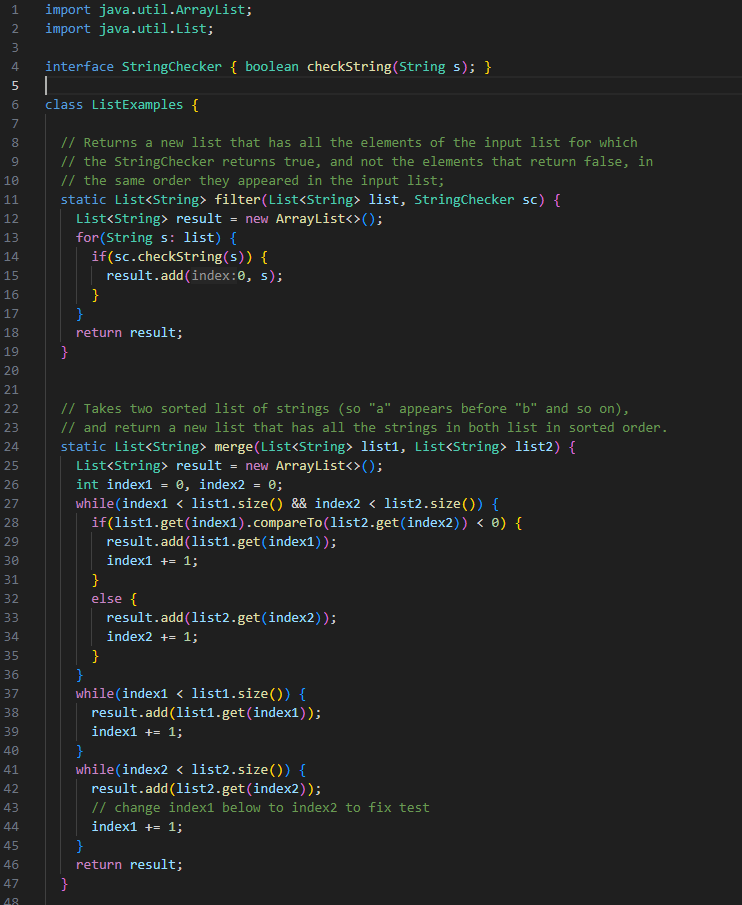 1 import java.util.ArrayList;
2 import java.util.List;
3
4 interface StringChecker { boolean checkString(String s); }
5
6 class ListExamples {
7
8 // Returns a new list that has all the elements of the input list for which
9 // the StringChecker returns true, and not the elements that return false, in
10 // the same order they appeared in the input list;
11 static List<String> filter(List<String> list, StringChecker sc) {
12 List<String> result = new ArrayList<>();
13 for(String s: list) {
14 if(sc.checkString(s)) {
15 result.add(index:0, s);
16 }
17 }
18 return result;
19 }
20
21
22 // Takes two sorted list of strings (so "a" appears before "b" and so on),
23 // and return a new list that has all the strings in both list in sorted order.
24 static List<String> merge(List<String> list1, List<String> list2) {
25 List<String> result = new ArrayList<>();
26 int index1 = 0, index2 = 0;
27 while(index1 < list1.size() && index2 < list2.size()) {
28 if(list1.get(index1).compareTo(list2.get(index2)) < 0) {
29 result.add(list1.get(index1));
30 index1 += 1;
31 }
32 else {
33 result.add(list2.get(index2));
34 index2 += 1;
35 }
36 }
37 while(index1 < list1.size()) {
38 result.add(list1.get(index1));
39 index1 += 1;
40 }
41 while(index2 < list2.size()) {
42 result.add(list2.get(index2));
43 // change index1 below to index2 to fix test
44 index1 += 1;
45 }
46 return result;
47 }
48